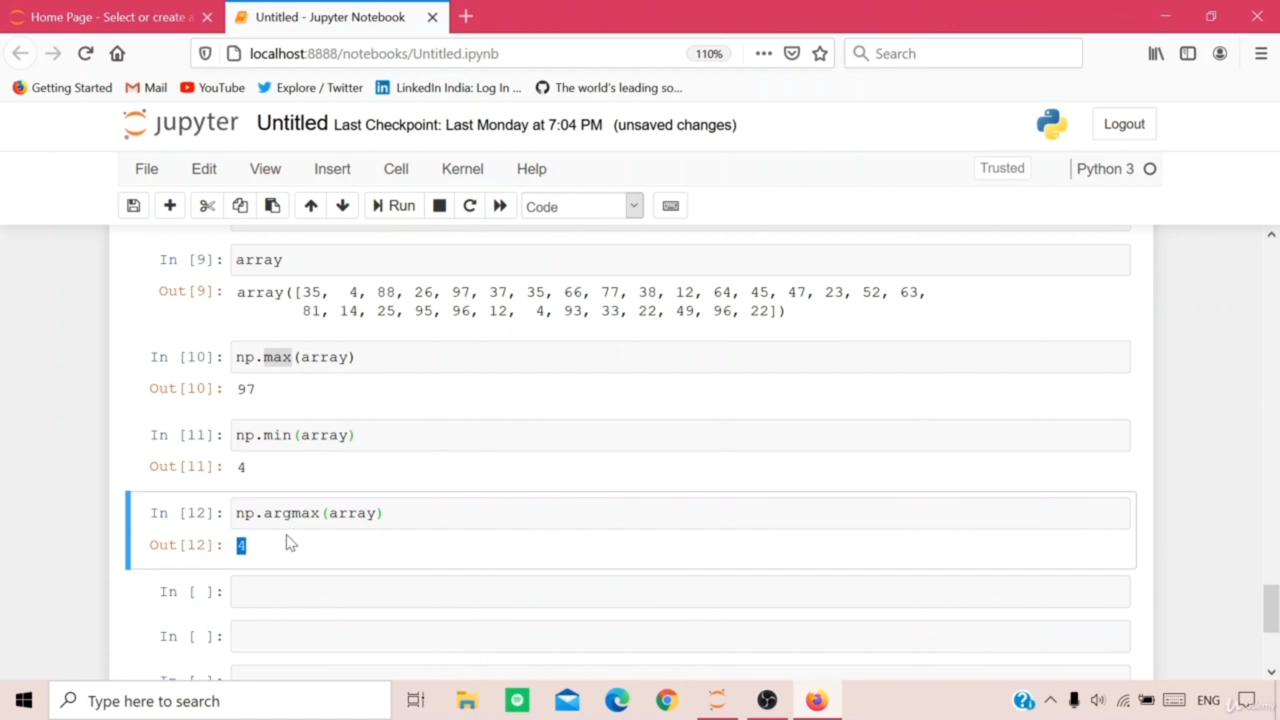 Home Page - Select or create a
Untitled - Jupyter Notebook
localhost:8888/notebooks/Untitled.ipynb
110%
Search
Getting Started
Mail
YouTube
Explore / Twitter
LinkedIn India: Log In ...
The world's leading so...
jupyter
Untitled Last Checkpoint: Last Monday at 7:04 PM (unsaved changes)
Logout
File Edit View Insert Cell Kernel Help
Trusted
Python 3
Run
Code
In [9]: array
Out[9]: array([35, 4, 88, 26, 97, 37, 35, 66, 77, 38, 12, 64, 45, 47, 23, 52, 63,
81, 14, 25, 95, 96, 12, 4, 93, 33, 22, 49, 96, 22])
In [10]: np.max(array)
Out[10]: 97
In [11]: np.min(array)
Out[11]: 4
In [12]: np.argmax(array)
Out[12]: 4
In [ ]:
In [ ]:
Type here to search
ENG